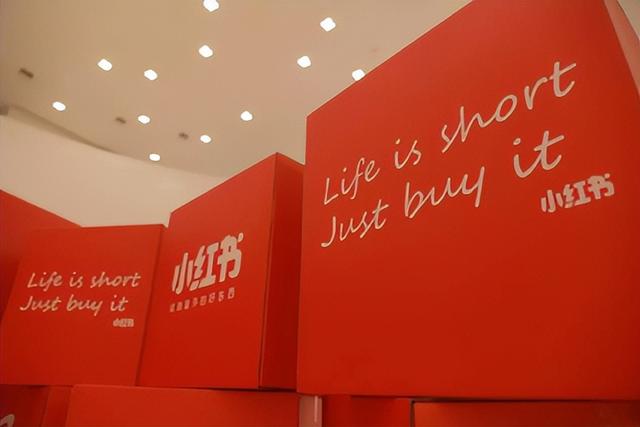 Life is short
Just buy it
小红书
小红书
Life is short
Just buy it
小红书